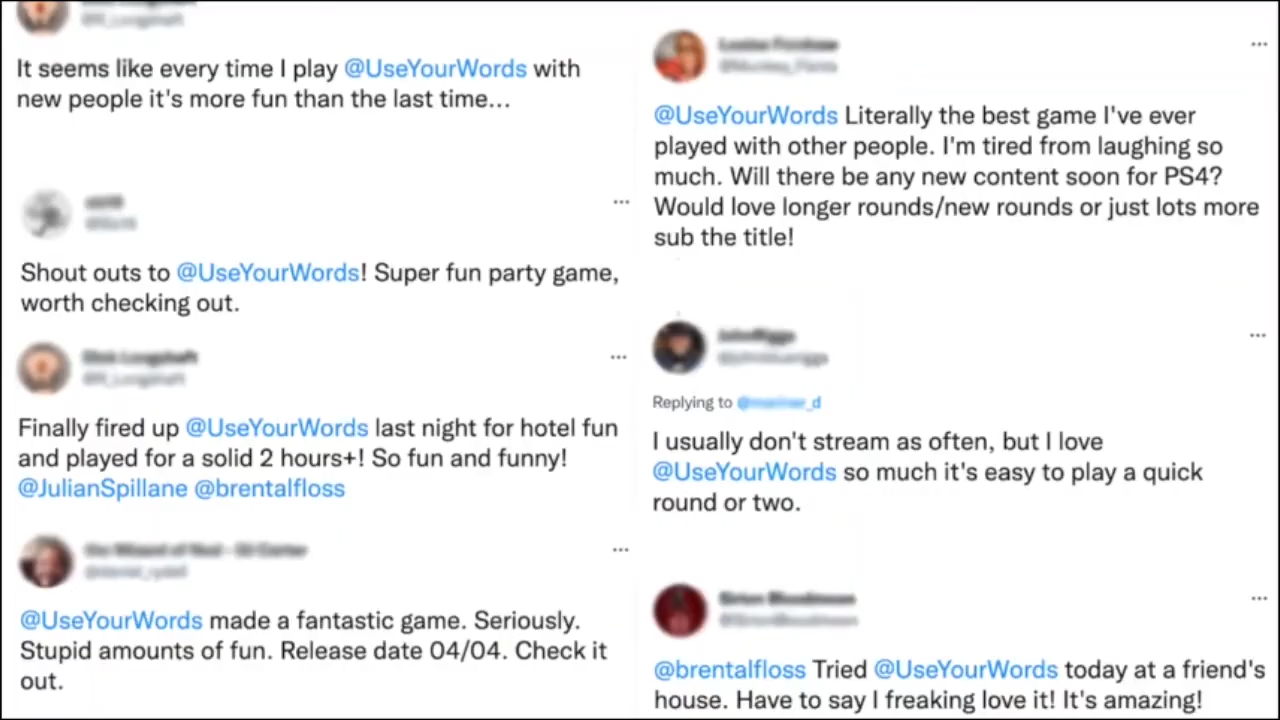 It seems like every time I play @UseYourWords with
new people it's more fun than the last time...
Shout outs to @UseYourWords! Super fun party game,
worth checking out.
Finally fired up @UseYourWords last night for hotel fun
and played for a solid 2 hours+! So fun and funny!
@JulianSpillane @brentalfloss
@UseYourWords made a fantastic game. Seriously.
Stupid amounts of fun. Release date 04/04. Check it
out.
@UseYourWords Literally the best game I've ever
played with other people. I'm tired from laughing so
much. Will there be any new content soon for PS4?
Would love longer rounds/new rounds or just lots more
sub the title!
Replying to
I usually don't stream as often, but I love
@UseYourWords so much it's easy to play a quick
round or two.
@brentalfloss Tried @UseYourWords today at a friend's
house. Have to say I freaking love it! It's amazing!